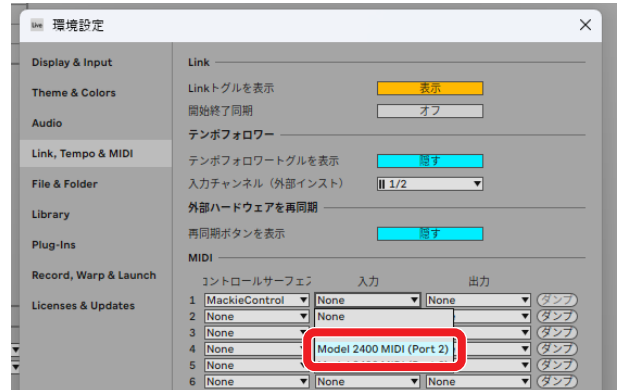 Live 環境設定
Display & Input
Theme & Colors
Audio
Link, Tempo & MIDI
File & Folder
Library
Plug-Ins
Record, Warp & Launch
Licenses & Updates
Link
Linkトグルを表示 表示
開始終了同期 オフ
テンポフォロワー
テンポフォロワートグルを表示 隠す
入力チャンネル（外部インスト） 1/2
外部ハードウェアを再同期
再同期ボタンを表示 隠す
MIDI
コントロールサーフェス 入力 出力
1 MackieControl None None ダンプ
2 None None ダンプ
3 None ダンプ
4 None Model 2400 MIDI (Port 2) ダンプ
5 None ダンプ
6 None None None ダンプ